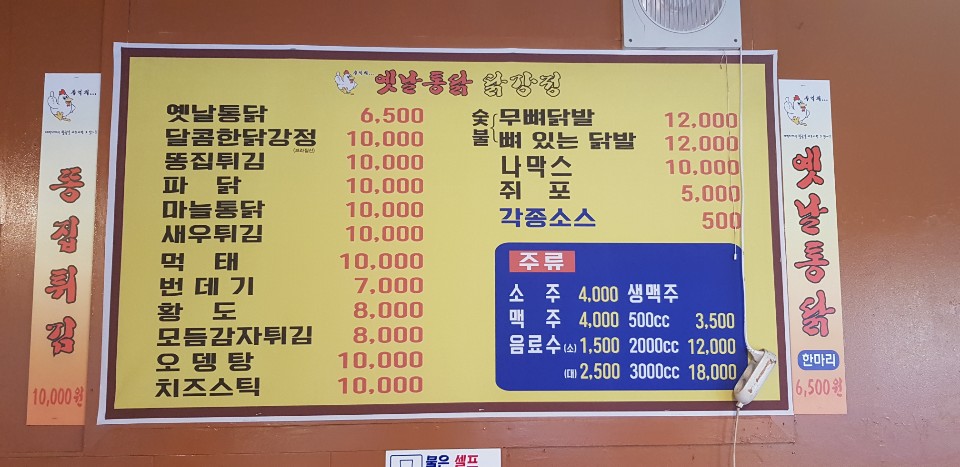 옛날통닭 닭강정
옛날통닭 6,500
달콤한닭강정 10,000
똥집튀김 10,000
파 닭 10,000
마늘통닭 10,000
새우튀김 10,000
먹 태 10,000
번데기 7,000
황 도 8,000
모듬감자튀김 8,000
오뎅탕 10,000
치즈스틱 10,000
숯불 무뼈닭발 12,000
뼈 있는 닭발 12,000
나막스 10,000
쥐 포 5,000
각종소스 500
주류
소 주 4,000 생맥주
맥 주 4,000 500cc 3,500
음료수 (소) 1,500 2000cc 12,000
(대) 2,500 3000cc 18,000
똥집튀김
10,000원
옛날통닭
한마리
6,500원
물은 셀프